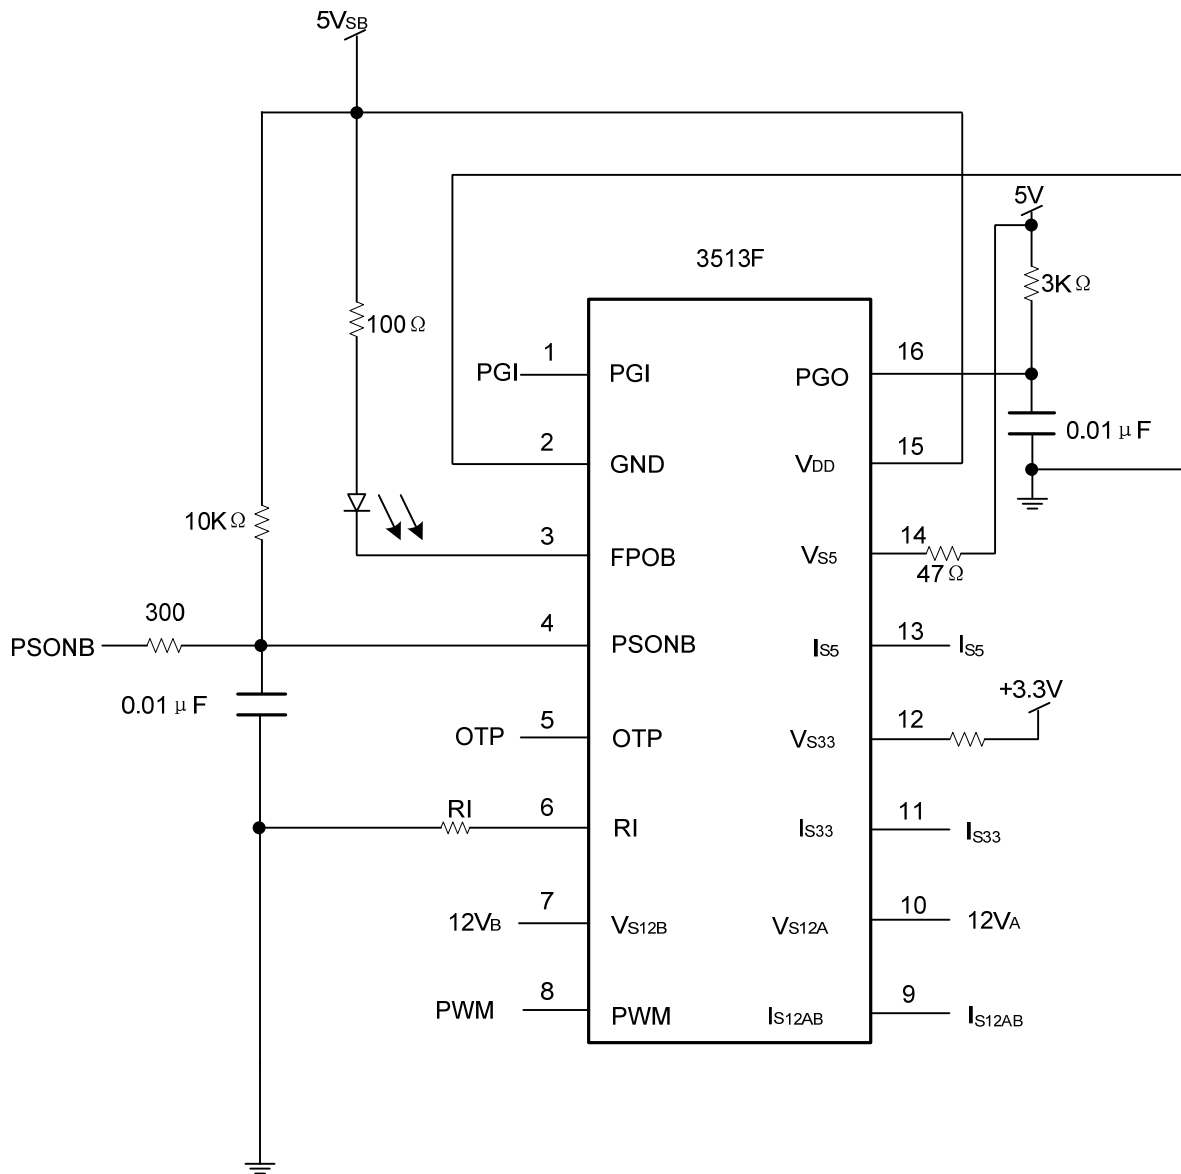 5VSB
5V
3513F
3KΩ
100Ω
1
16
PGI
PGI
PGO
0.01μF
2
15
GND
VDD
10KΩ
3
14
FPOB
VS5
47Ω
300
4
13
PSONB
PSONB
IS5
IS5
+3.3V
0.01μF
5
12
OTP
OTP
VS33
RI
6
11
RI
IS33
IS33
7
10
12VB
VS12B
VS12A
12VA
8
9
PWM
PWM
IS12AB
IS12AB